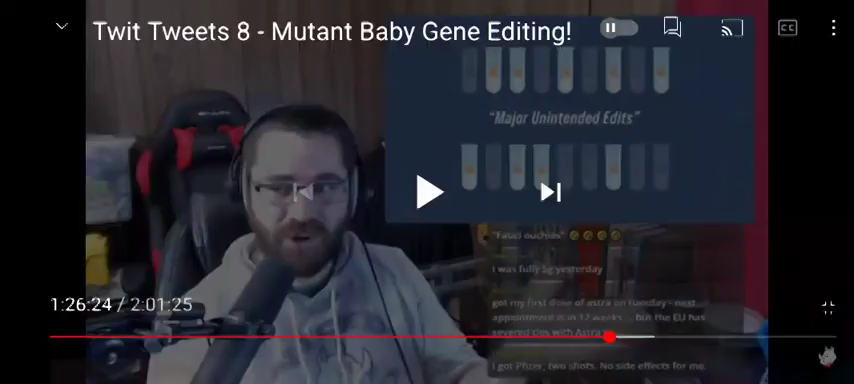 Twit Tweets 8 - Mutant Baby Gene Editing!
CC
"Major Unintended Edits"
"Fauci ouchies"
I was fully 5g yesterday
1:26:24 / 2:01:25
got my first dose of astra on tuesday - next
appointment is in 12 weeks ... but the EU has
severed ties with Astra
I got Pfizer, two shots. No side effects for me.